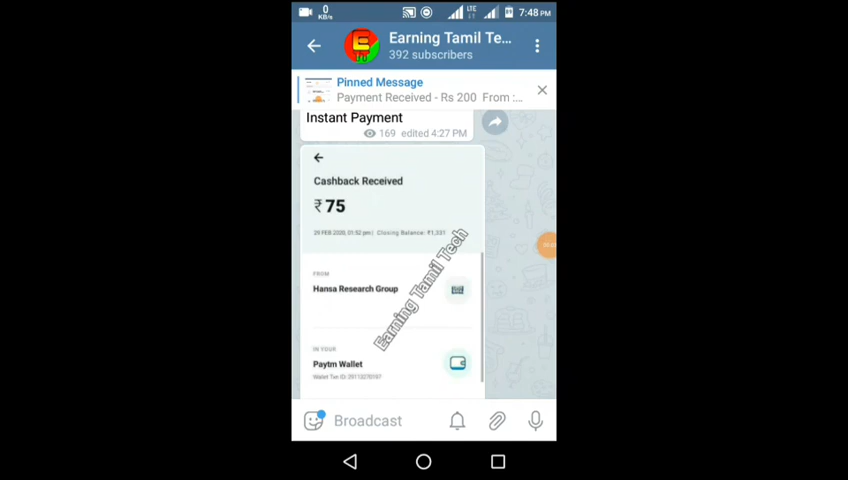 0
KB/s
LTE
7:48 PM
Earning Tamil Te...
392 subscribers
Pinned Message
Payment Received - Rs 200 From :...
Instant Payment
169 edited 4:27 PM
Cashback Received
₹75
29 FEB 2020, 01:52 pm | Closing Balance: ₹1,331
FROM
Hansa Research Group
IN YOUR
Paytm Wallet
Earning Tamil Tech
Broadcast